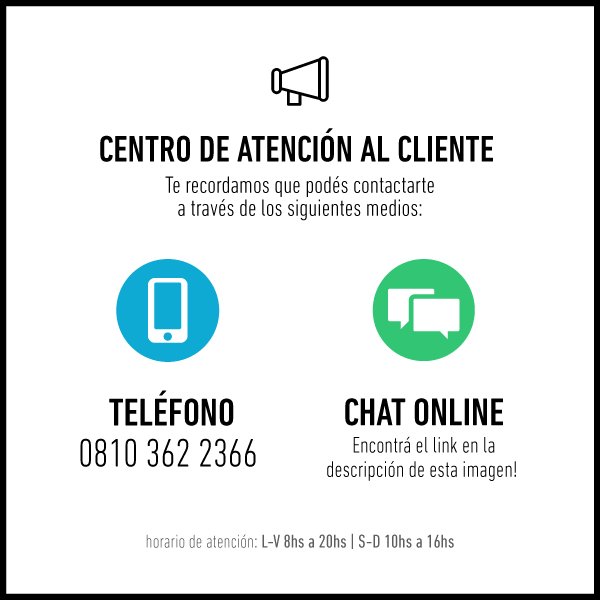 CENTRO DE ATENCIÓN AL CLIENTE
Te recordamos que podés contactarte
a través de los siguientes medios:
TELÉFONO
0810 362 2366
CHAT ONLINE
Encontrá el link en la
descripción de esta imagen!
horario de atención: L-V 8hs a 20hs | S-D 10hs a 16hs